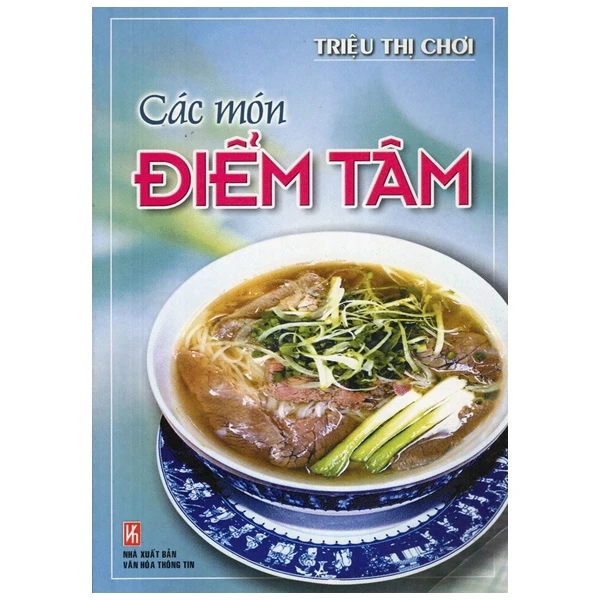 TRIỆU THỊ CHƠI
Các món
ĐIỂM TÂM
NHÀ XUẤT BẢN
VĂN HÓA THÔNG TIN